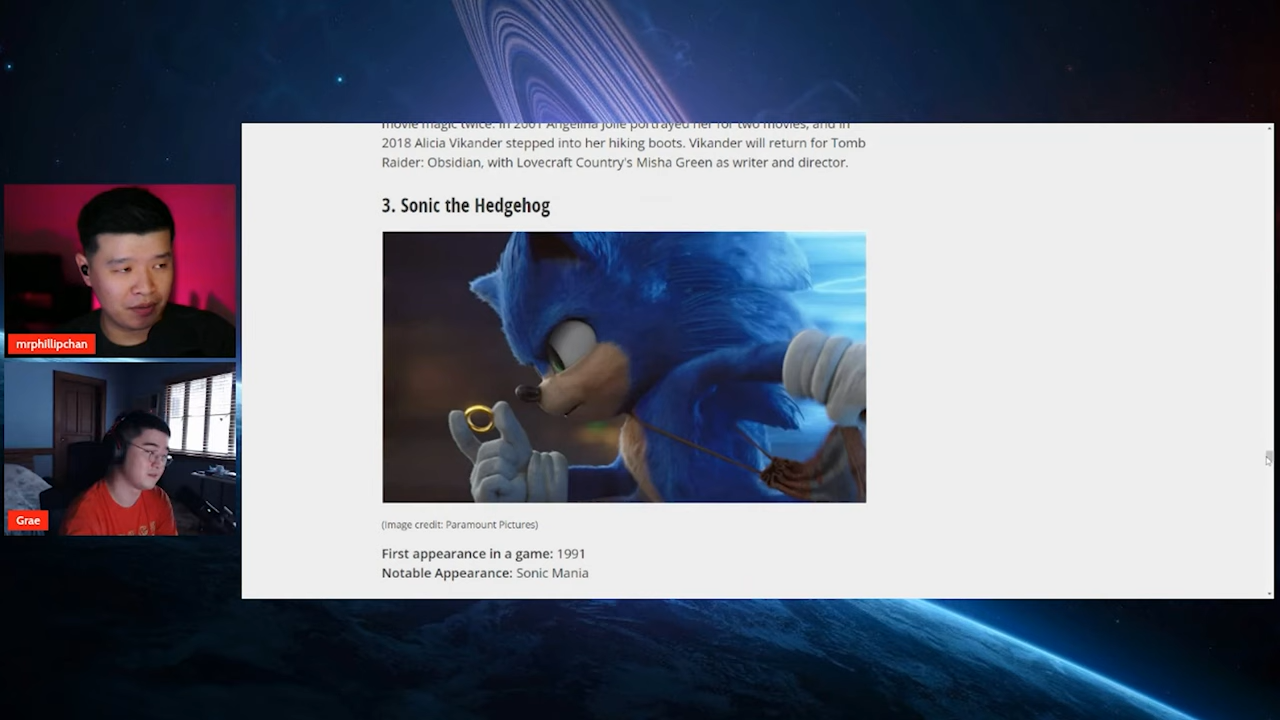 movie magic twice. In 2001 Angelina Jolie portrayed her for two movies, and in
2018 Alicia Vikander stepped into her hiking boots. Vikander will return for Tomb
Raider: Obsidian, with Lovecraft Country's Misha Green as writer and director.
3. Sonic the Hedgehog
mrphillipchan
Grae
(Image credit: Paramount Pictures)
First appearance in a game: 1991
Notable Appearance: Sonic Mania